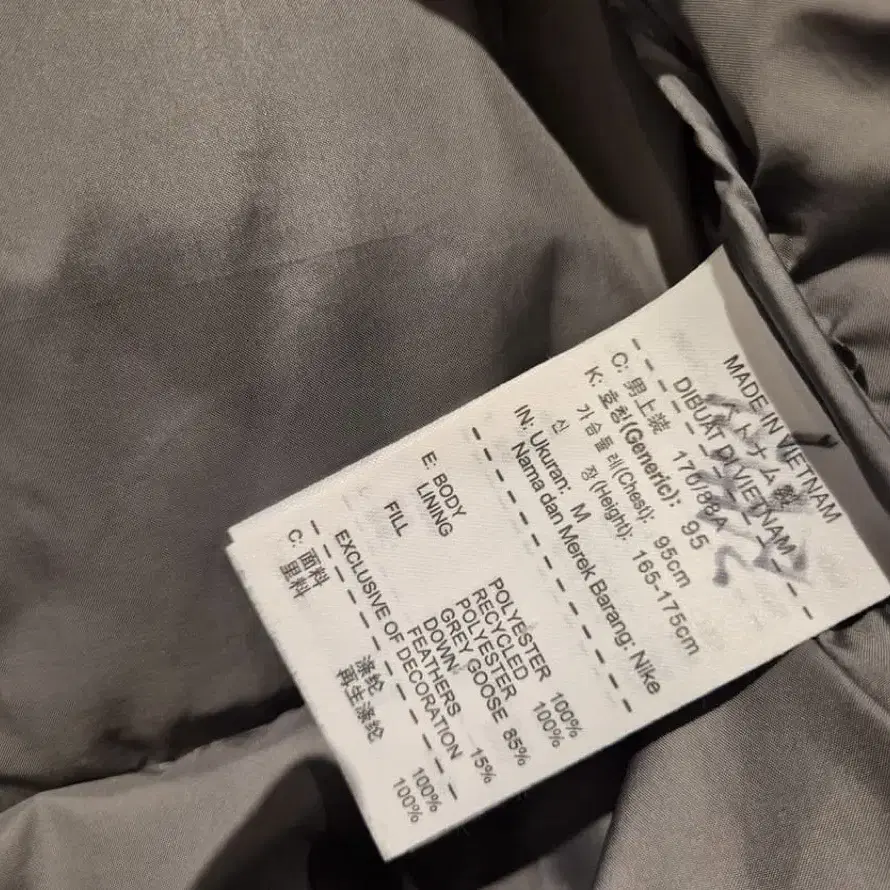 MADE IN VIETNAM
ベトナム製
DIBUAT DI VIETNAM
C: 男上装 170/88A
K: 호칭(Generic): 95
가슴둘레(Chest): 95cm
신 장(Height): 165-175cm
IN: Ukuran: M
Nama dan Merek Barang: Nike
E: BODY POLYESTER 100%
LINING RECYCLED
POLYESTER 100%
FILL GREY GOOSE
DOWN 85%
FEATHERS 15%
EXCLUSIVE OF DECORATION
C: 面料 涤纶 100%
里料 再生涤纶 100%